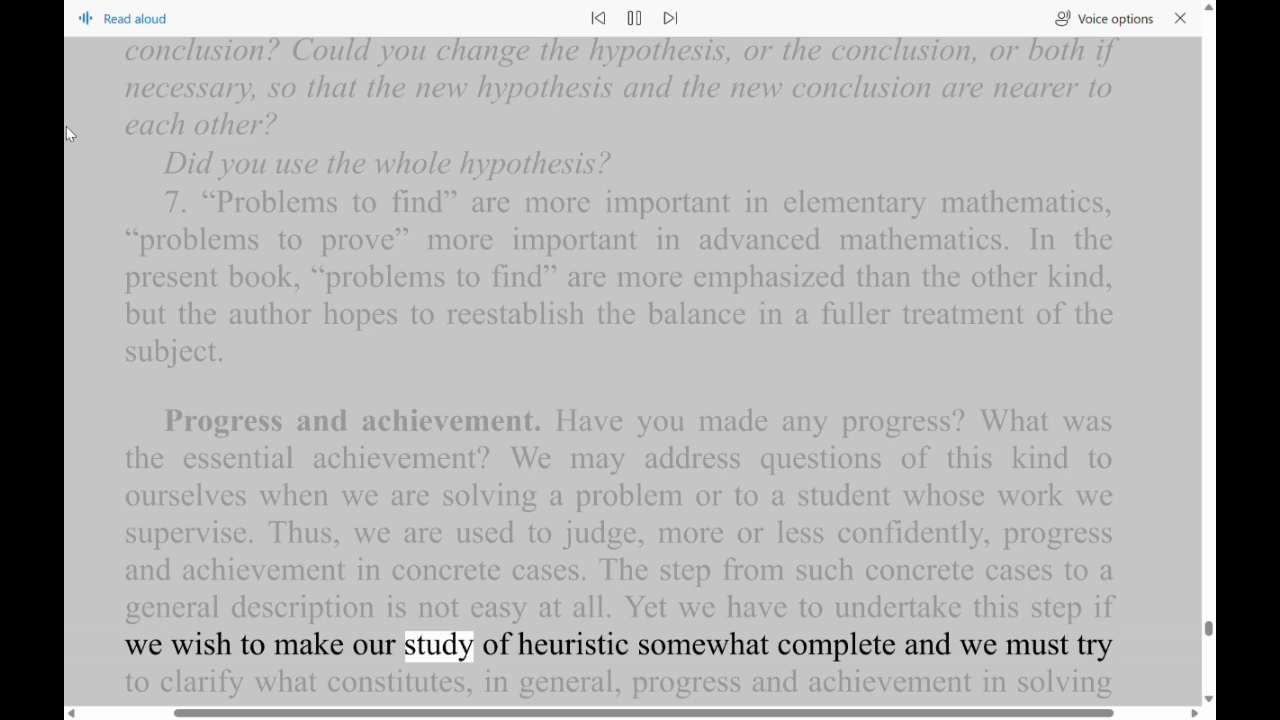 Read aloud
Voice options
conclusion? Could you change the hypothesis, or the conclusion, or both if
necessary, so that the new hypothesis and the new conclusion are nearer to
each other?
Did you use the whole hypothesis?
7. “Problems to find” are more important in elementary mathematics,
“problems to prove” more important in advanced mathematics. In the
present book, “problems to find” are more emphasized than the other kind,
but the author hopes to reestablish the balance in a fuller treatment of the
subject.
Progress and achievement. Have you made any progress? What was
the essential achievement? We may address questions of this kind to
ourselves when we are solving a problem or to a student whose work we
supervise. Thus, we are used to judge, more or less confidently, progress
and achievement in concrete cases. The step from such concrete cases to a
general description is not easy at all. Yet we have to undertake this step if
we wish to make our study of heuristic somewhat complete and we must try
to clarify what constitutes, in general, progress and achievement in solving